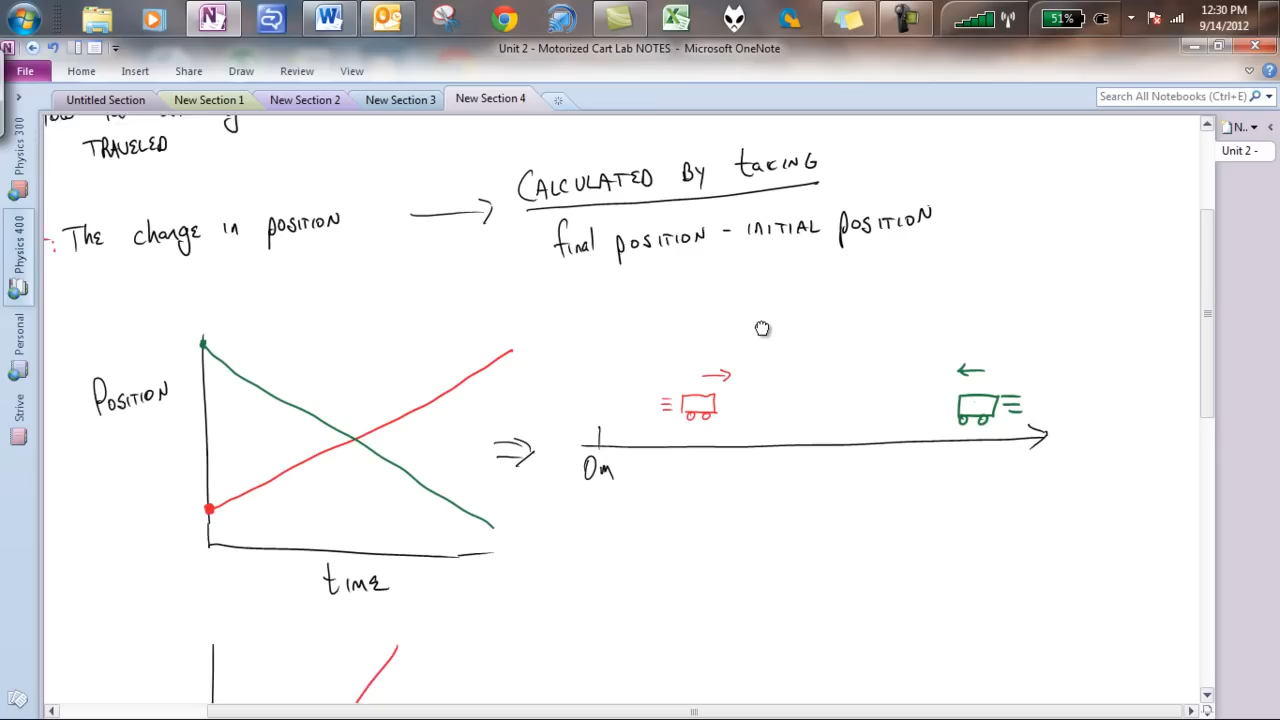 12:30 PM
51%
9/14/2012
Unit 2 - Motorized Cart Lab NOTES - Microsoft OneNote
File Home Insert Share Draw Review View
Untitled Section New Section 1 New Section 2 New Section 3 New Section 4
Search All Notebooks (Ctrl+E)
N..
Unit 2 -
Physics 300
Physics 400
Personal
Strive
TRAVELED
CALCULATED BY taking
The change in position
final position - INITIAL position
Position
0m
time